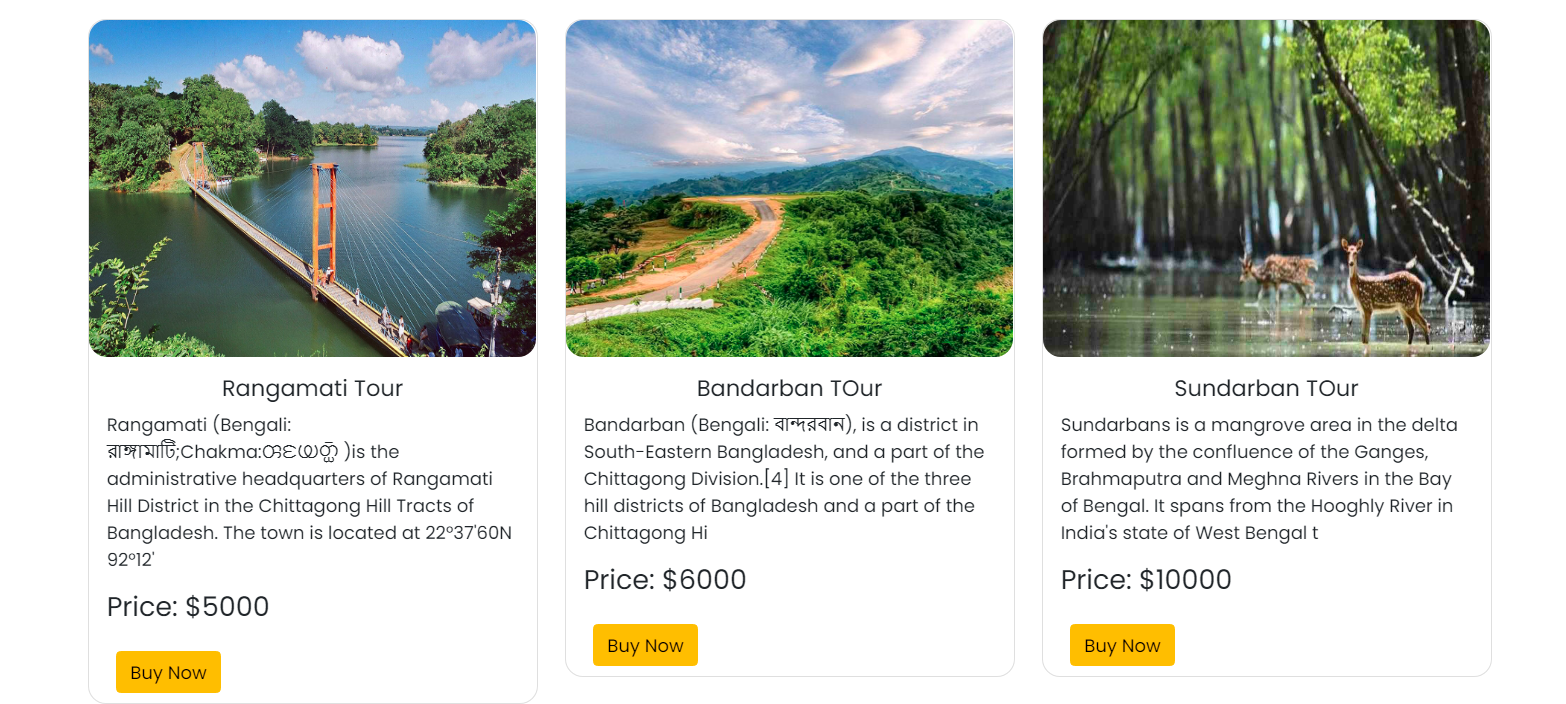 Rangamati Tour
Rangamati (Bengali:
রাঙ্গামাটি;Chakma:𑄢𑄋𑄟𑄖𑄴 )is the
administrative headquarters of Rangamati
Hill District in the Chittagong Hill Tracts of
Bangladesh. The town is located at 22°37'60N
92°12'
Price: $5000
Buy Now
Bandarban TOur
Bandarban (Bengali: বান্দরবান), is a district in
South-Eastern Bangladesh, and a part of the
Chittagong Division.[4] It is one of the three
hill districts of Bangladesh and a part of the
Chittagong Hi
Price: $6000
Buy Now
Sundarban TOur
Sundarbans is a mangrove area in the delta
formed by the confluence of the Ganges,
Brahmaputra and Meghna Rivers in the Bay
of Bengal. It spans from the Hooghly River in
India's state of West Bengal t
Price: $10000
Buy Now